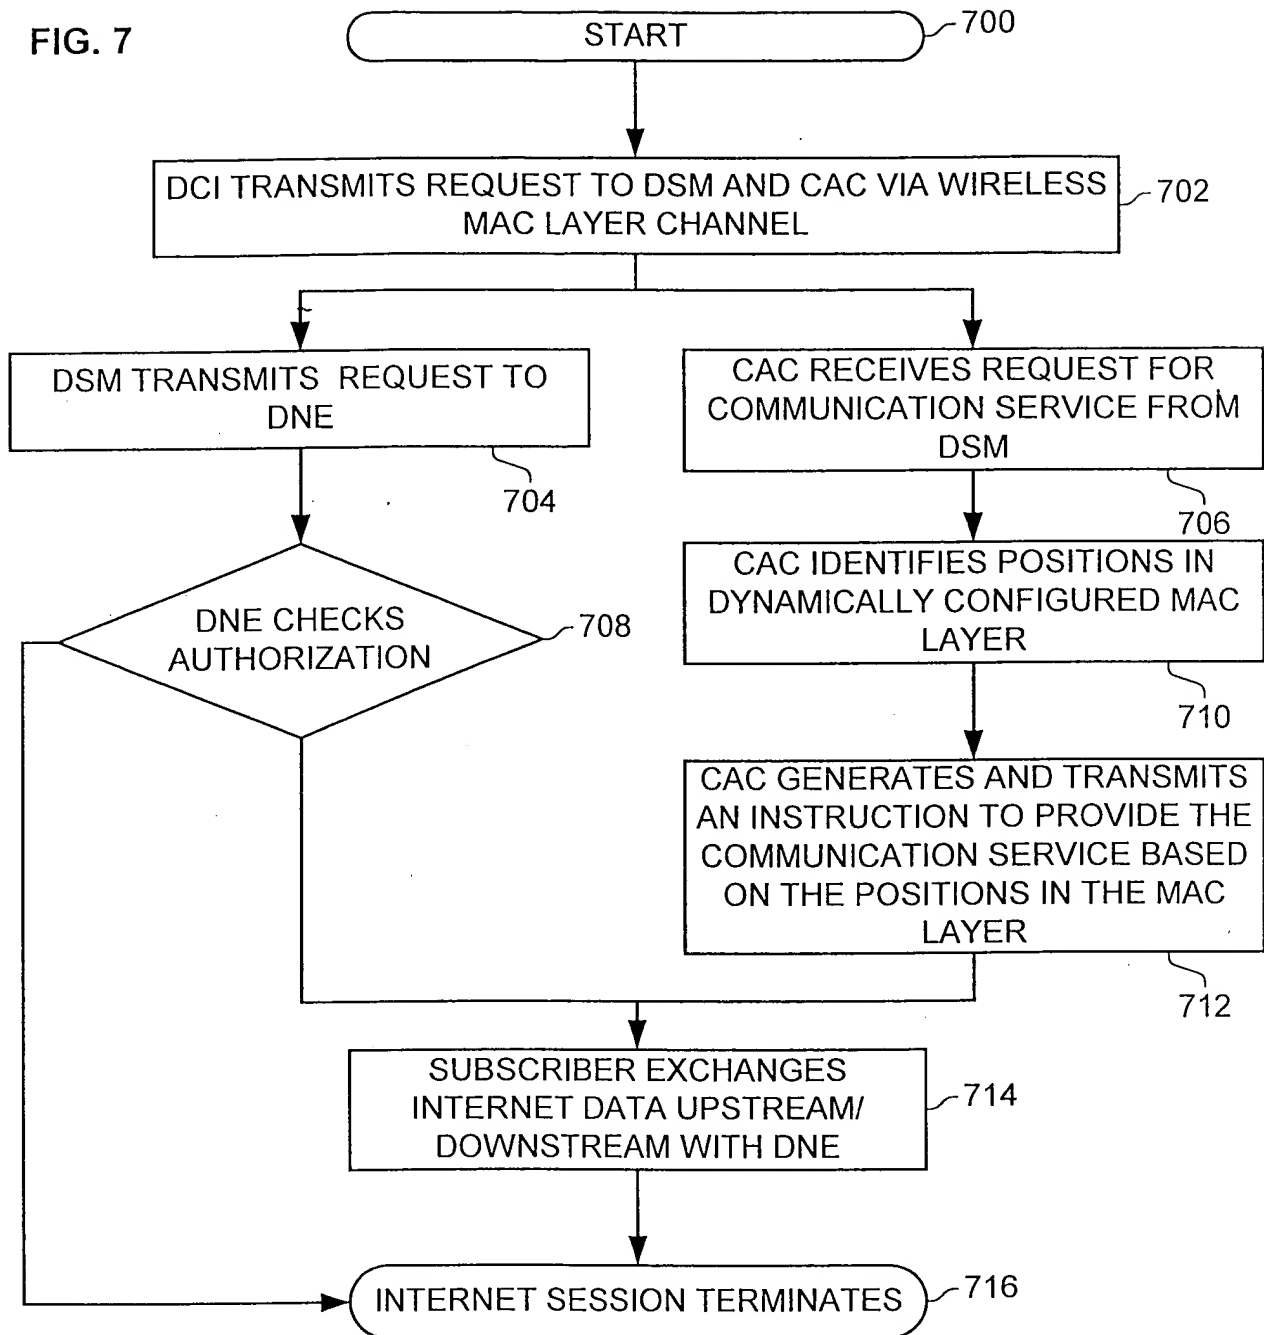 FIG. 7
START
700
DCI TRANSMITS REQUEST TO DSM AND CAC VIA WIRELESS
MAC LAYER CHANNEL
702
DSM TRANSMITS REQUEST TO
DNE
704
CAC RECEIVES REQUEST FOR
COMMUNICATION SERVICE FROM
DSM
706
DNE CHECKS
AUTHORIZATION
708
CAC IDENTIFIES POSITIONS IN
DYNAMICALLY CONFIGURED MAC
LAYER
710
CAC GENERATES AND TRANSMITS
AN INSTRUCTION TO PROVIDE THE
COMMUNICATION SERVICE BASED
ON THE POSITIONS IN THE MAC
LAYER
712
SUBSCRIBER EXCHANGES
INTERNET DATA UPSTREAM/
DOWNSTREAM WITH DNE
714
INTERNET SESSION TERMINATES
716